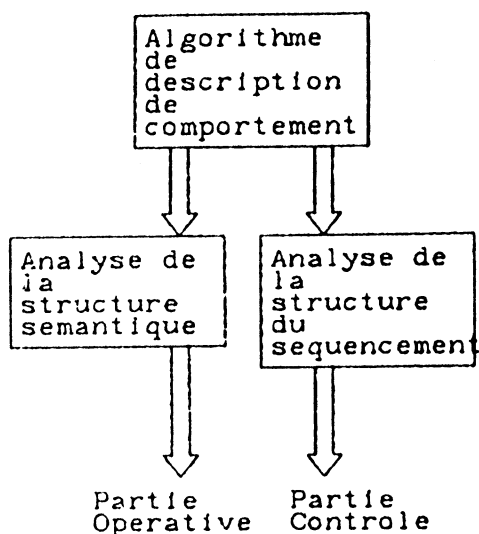 Algorithme
de
description
de
comportement
Analyse de
la
structure
semantique
Analyse de
la
structure
du
sequencement
Partie
Operative
Partie
Controle